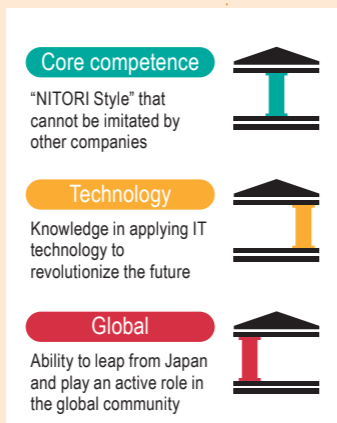 Core competence
“NITORI Style” that
cannot be imitated by
other companies
Technology
Knowledge in applying IT
technology to
revolutionize the future
Global
Ability to leap from Japan
and play an active role in
the global community